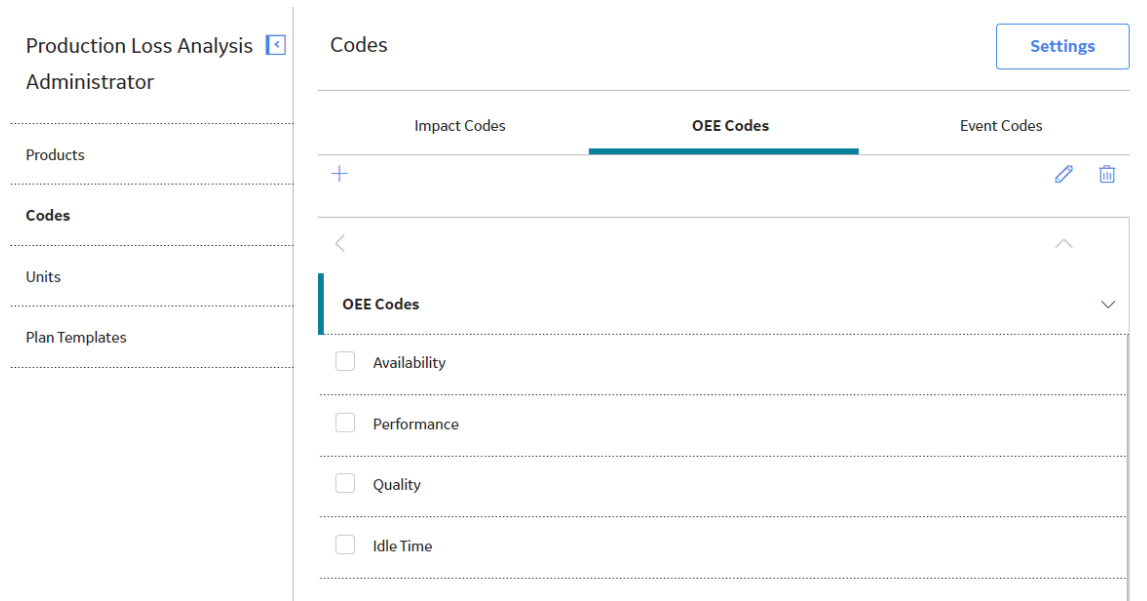 Production Loss Analysis
Administrator
Products
Codes
Units
Plan Templates
Codes
Settings
Impact Codes
OEE Codes
Event Codes
OEE Codes
Availability
Performance
Quality
Idle Time